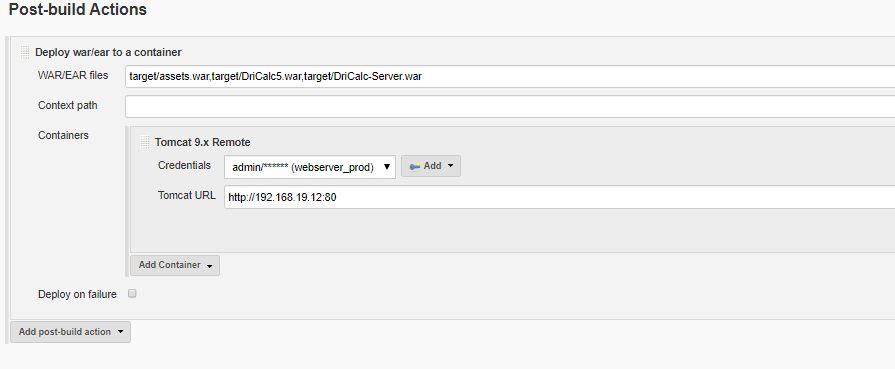 Post-build Actions
Deploy war/ear to a container
WAR/EAR files target/assets.war,target/DriCalc5.war,target/DriCalc-Server.war
Context path
Containers
Tomcat 9.x Remote
Credentials admin/****** (webserver_prod) Add
Tomcat URL http://192.168.19.12:80
Add Container
Deploy on failure
Add post-build action